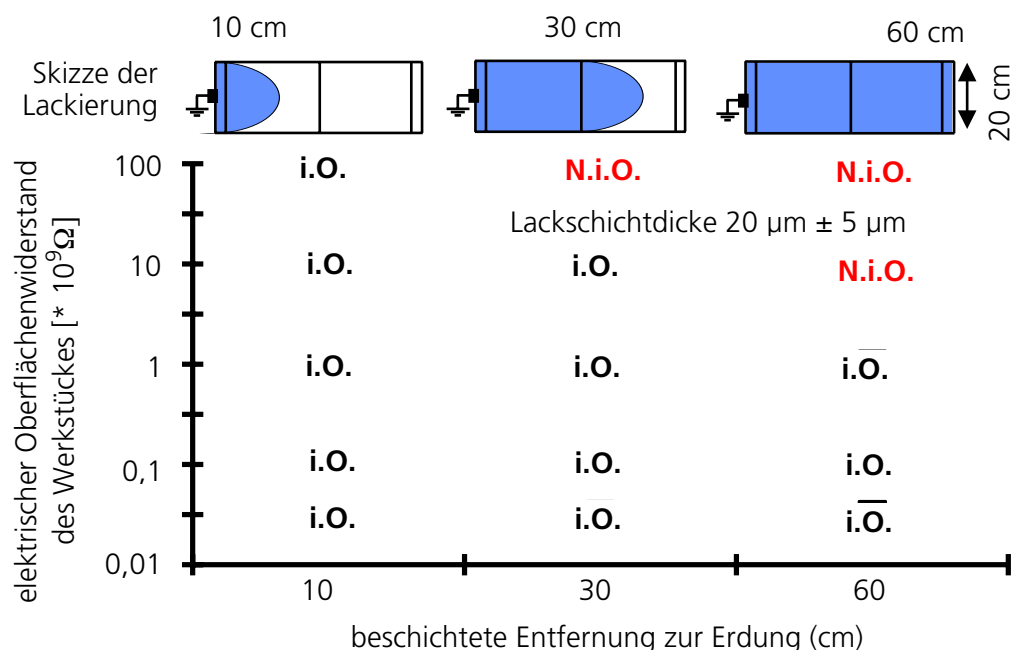 10 cm
30 cm
60 cm
Skizze der
Lackierung
20 cm
elektrischer Oberflächenwiderstand
des Werkstückes [* 10⁹Ω]
100
i.O.
N.i.O.
N.i.O.
Lackschichtdicke 20 µm ± 5 µm
10
i.O.
i.O.
N.i.O.
1
i.O.
i.O.
i.O.
0,1
i.O.
i.O.
i.O.
i.O.
i.O.
i.O.
0,01
10
30
60
beschichtete Entfernung zur Erdung (cm)